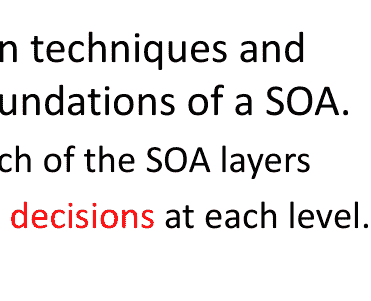 n techniques and
undations of a SOA.
ch of the SOA layers
decisions at each level.